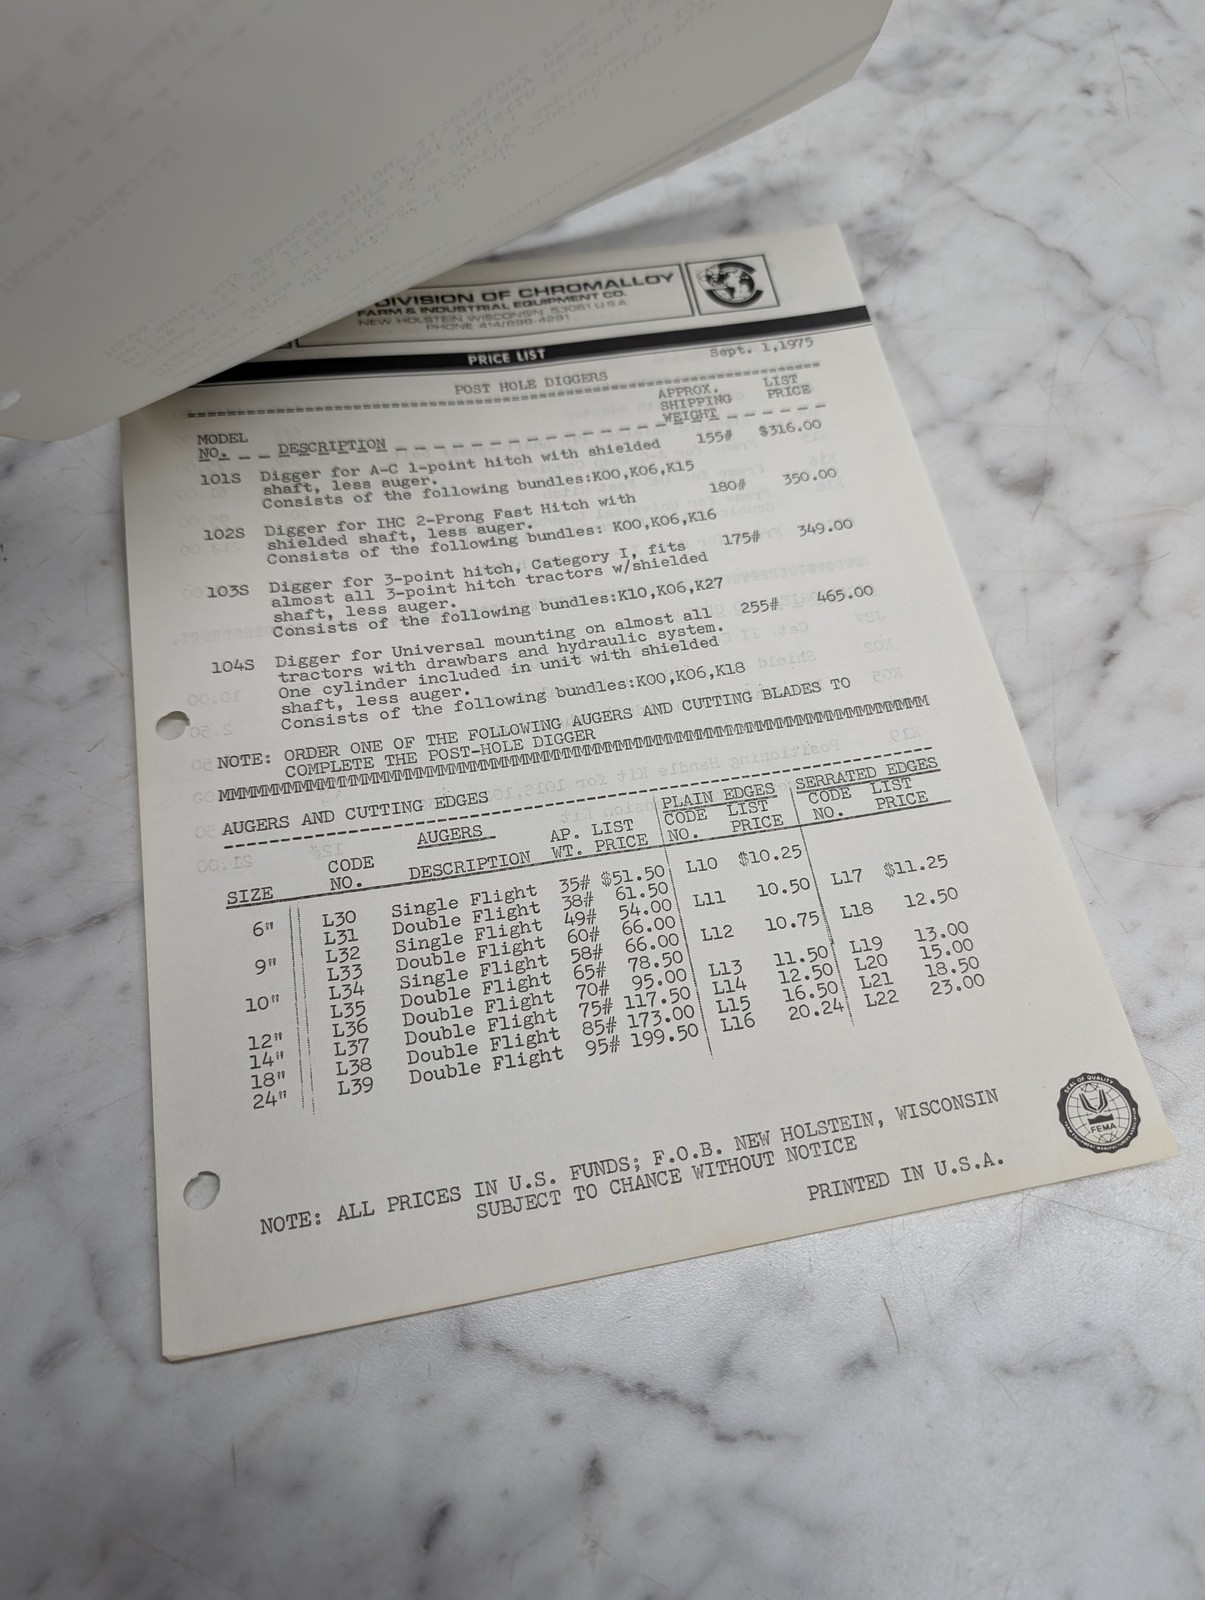 DIVISION OF CHROMALLOY
FARM & INDUSTRIAL EQUIPMENT CO.
NEW HOLSTEIN, WISCONSIN, 53061 U.S.A.
PHONE 414/898-4291
PRICE LIST
Sept. 1,1975
POST HOLE DIGGERS
MODEL NO. DESCRIPTION APPROX. SHIPPING WEIGHT LIST PRICE
101S Digger for A-C 1-point hitch with shielded 155# $316.00
shaft, less auger.
Consists of the following bundles:K00,K06,K15
102S Digger for IHC 2-Prong Fast Hitch with 180# 350.00
shielded shaft, less auger.
Consists of the following bundles: K00,K06,K16
103S Digger for 3-point hitch, Category I, fits 175# 349.00
almost all 3-point hitch tractors w/shielded
shaft, less auger.
Consists of the following bundles:K10,K06,K27
104S Digger for Universal mounting on almost all 255# 465.00
tractors with drawbars and hydraulic system.
One cylinder included in unit with shielded
shaft, less auger.
Consists of the following bundles:K00,K06,K18
NOTE: ORDER ONE OF THE FOLLOWING AUGERS AND CUTTING BLADES TO
COMPLETE THE POST-HOLE DIGGER
AUGERS AND CUTTING EDGES
AUGERS PLAIN EDGES SERRATED EDGES
SIZE CODE NO. DESCRIPTION AP. WT. LIST PRICE CODE NO. LIST PRICE CODE NO. LIST PRICE
6" L30 Single Flight 35# $51.50 L10 $10.25
L31 Double Flight 38# 61.50
9" L32 Single Flight 49# 54.00 L11 10.50 L17 $11.25
L33 Double Flight 60# 66.00
10" L34 Single Flight 58# 66.00 L12 10.75 L18 12.50
L35 Double Flight 65# 78.50
12" L36 Double Flight 70# 95.00 L13 11.50 L19 13.00
14" L37 Double Flight 75# 117.50 L14 12.50 L20 15.00
18" L38 Double Flight 85# 173.00 L15 16.50 L21 18.50
24" L39 Double Flight 95# 199.50 L16 20.24 L22 23.00
NOTE: ALL PRICES IN U.S. FUNDS; F.O.B. NEW HOLSTEIN, WISCONSIN
SUBJECT TO CHANCE WITHOUT NOTICE
PRINTED IN U.S.A.
SEAL OF QUALITY
FEMA